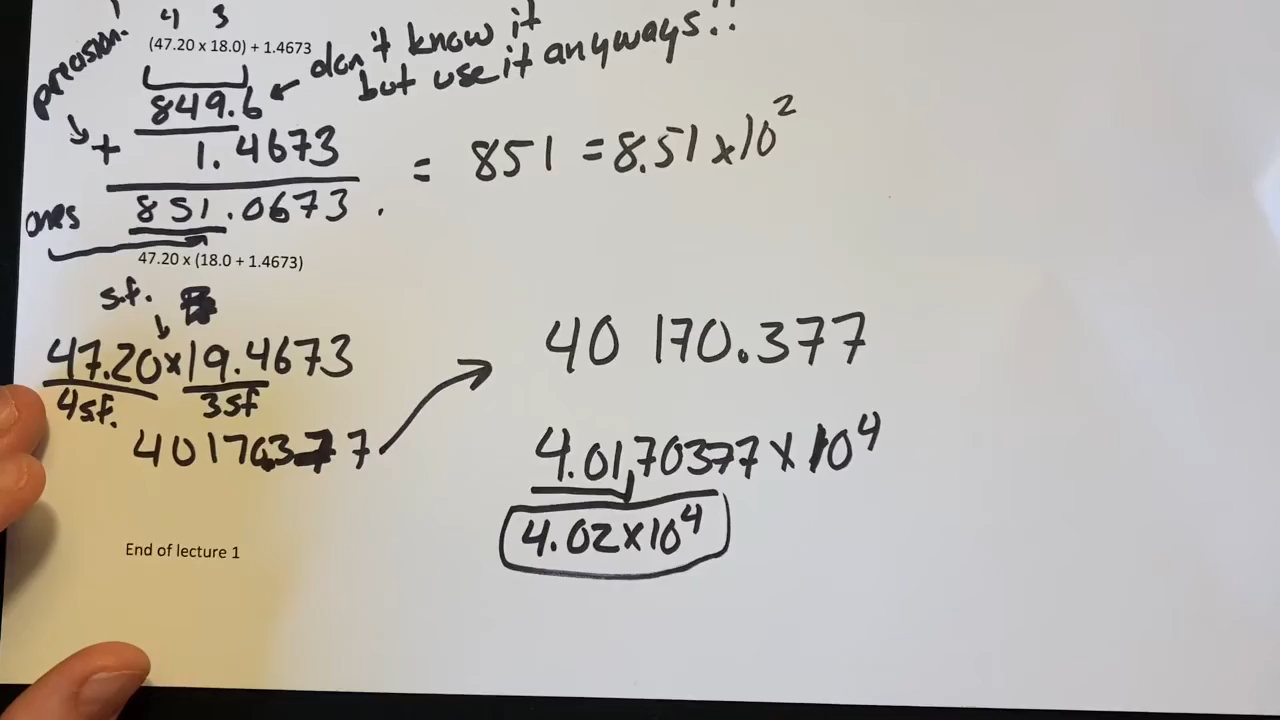 4 3
precision.
(47.20 x 18.0) + 1.4673
don't know it
but use it anyways!!
849.6
+ 1.4673
= 851 = 8.51 x 10²
ones 851.0673 .
47.20 x (18.0 + 1.4673)
s.f.
47.20 x 19.4673
4sf. 3sf
40170377
40 170.377
4.0170377 x 10⁴
4.02 x 10⁴
End of lecture 1